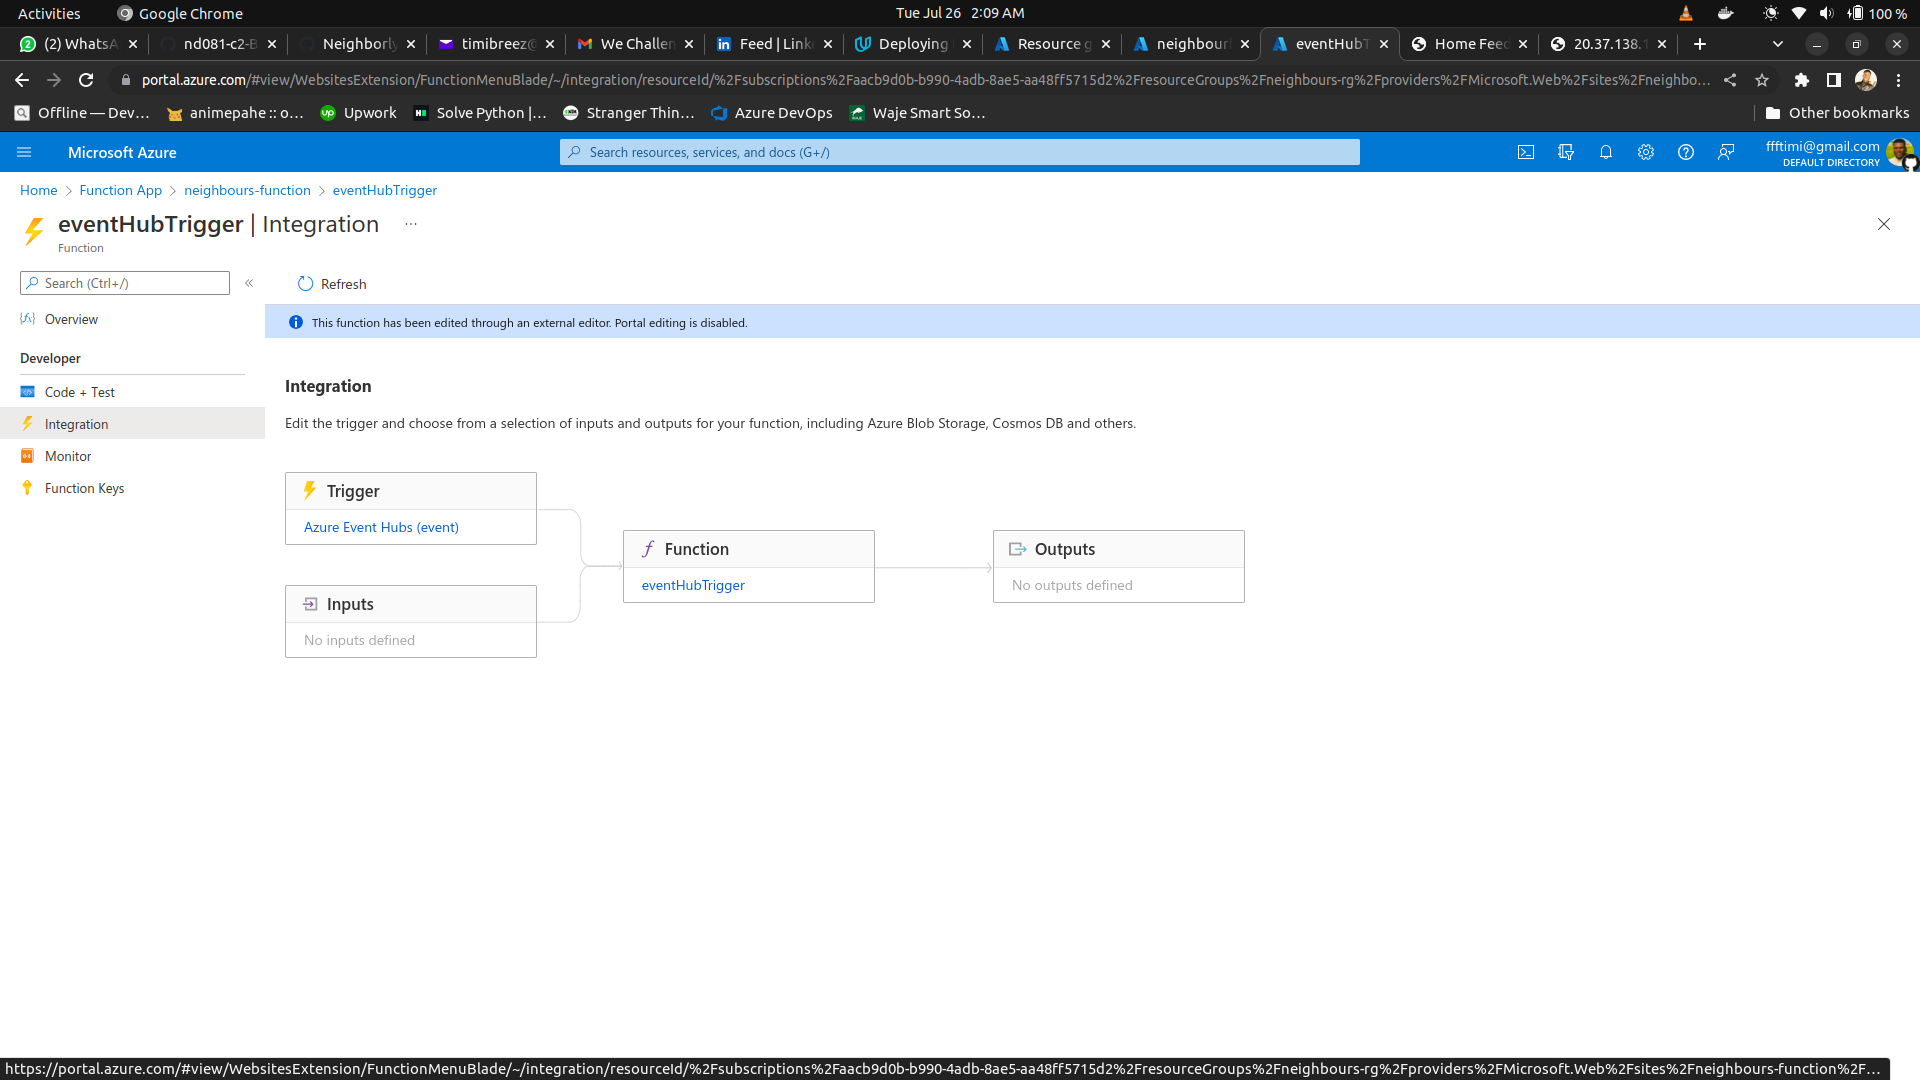 Activities Google Chrome Tue Jul 26 2:09 AM 100 %
(2) WhatsA nd081-c2-B Neighborly timibreez@ We Challen Feed | Linke Deploying Resource g neighbour eventHubT Home Feed 20.37.138.1
portal.azure.com/#view/WebsitesExtension/FunctionMenuBlade/~/integration/resourceId/%2Fsubscriptions%2Faacb9d0b-b990-4adb-8ae5-aa48ff5715d2%2FresourceGroups%2Fneighbours-rg%2Fproviders%2FMicrosoft.Web%2Fsites%2Fneighbo...
Offline — Dev... animepahe :: o... Upwork Solve Python |... Stranger Thin... Azure DevOps Waje Smart So... Other bookmarks
Microsoft Azure Search resources, services, and docs (G+/) ffftimi@gmail.com
DEFAULT DIRECTORY
Home > Function App > neighbours-function > eventHubTrigger
eventHubTrigger | Integration ...
Function
Search (Ctrl+/) « Refresh
Overview
This function has been edited through an external editor. Portal editing is disabled.
Developer
Code + Test
Integration
Monitor
Function Keys
Integration
Edit the trigger and choose from a selection of inputs and outputs for your function, including Azure Blob Storage, Cosmos DB and others.
Trigger
Azure Event Hubs (event)
Inputs
No inputs defined
Function
eventHubTrigger
Outputs
No outputs defined
https://portal.azure.com/#view/WebsitesExtension/FunctionMenuBlade/~/integration/resourceId/%2Fsubscriptions%2Faacb9d0b-b990-4adb-8ae5-aa48ff5715d2%2FresourceGroups%2Fneighbours-rg%2Fproviders%2FMicrosoft.Web%2Fsites%2Fneighbours-function%2F...